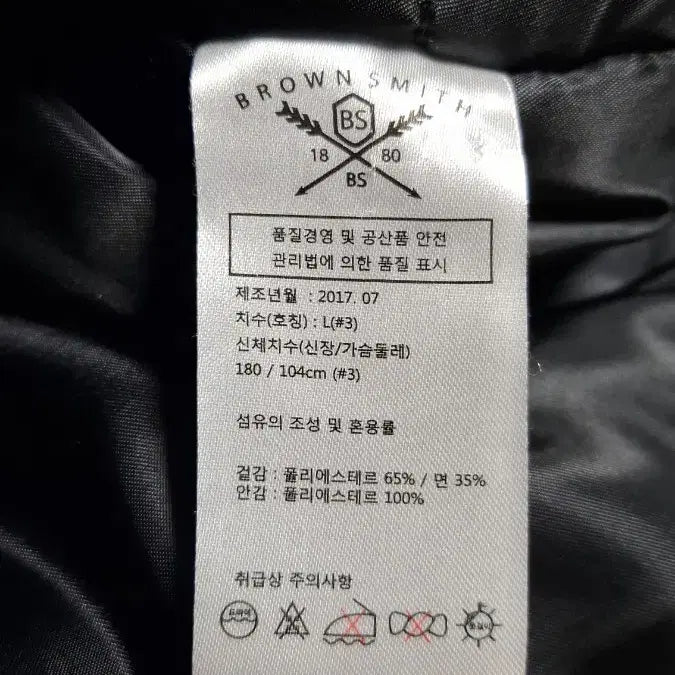 BROWN SMITH
BS
18 80
BS
품질경영 및 공산품 안전
관리법에 의한 품질 표시
제조년월 : 2017. 07
치수(호칭) : L(#3)
신체치수(신장/가슴둘레)
180 / 104cm (#3)
섬유의 조성 및 혼용률
겉감 : 폴리에스테르 65% / 면 35%
안감 : 폴리에스테르 100%
취급상 주의사항
드라이